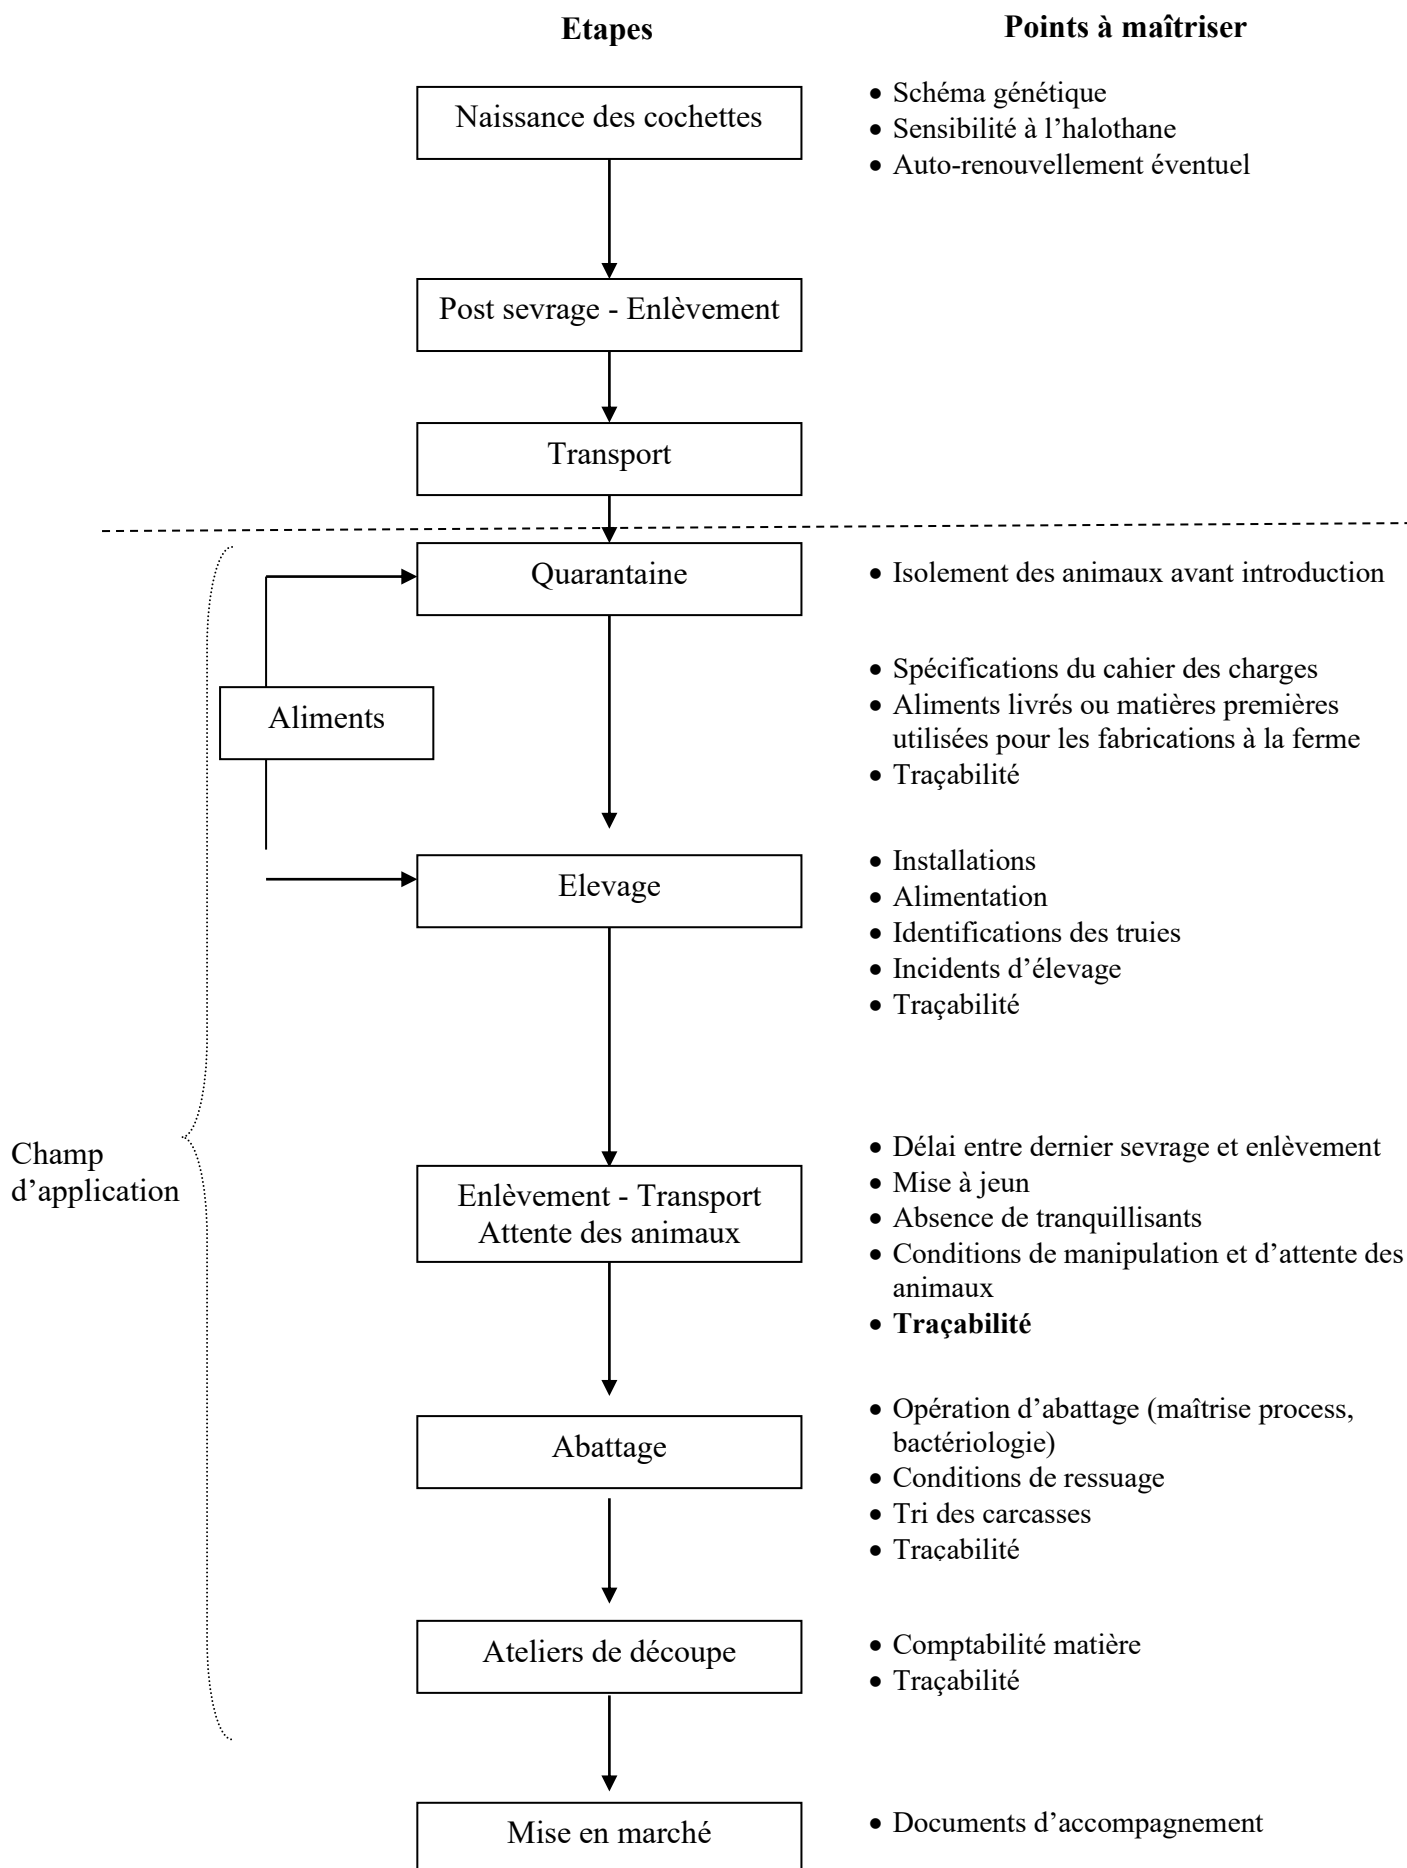 Etapes
Points à maîtriser
Naissance des cochettes
• Schéma génétique
• Sensibilité à l’halothane
• Auto-renouvellement éventuel
Post sevrage - Enlèvement
Transport
Quarantaine
• Isolement des animaux avant introduction
Aliments
• Spécifications du cahier des charges
• Aliments livrés ou matières premières
utilisées pour les fabrications à la ferme
• Traçabilité
Elevage
• Installations
• Alimentation
• Identifications des truies
• Incidents d’élevage
• Traçabilité
Champ
d’application
Enlèvement - Transport
Attente des animaux
• Délai entre dernier sevrage et enlèvement
• Mise à jeun
• Absence de tranquillisants
• Conditions de manipulation et d’attente des
animaux
• Traçabilité
Abattage
• Opération d’abattage (maîtrise process,
bactériologie)
• Conditions de ressuage
• Tri des carcasses
• Traçabilité
Ateliers de découpe
• Comptabilité matière
• Traçabilité
Mise en marché
• Documents d’accompagnement